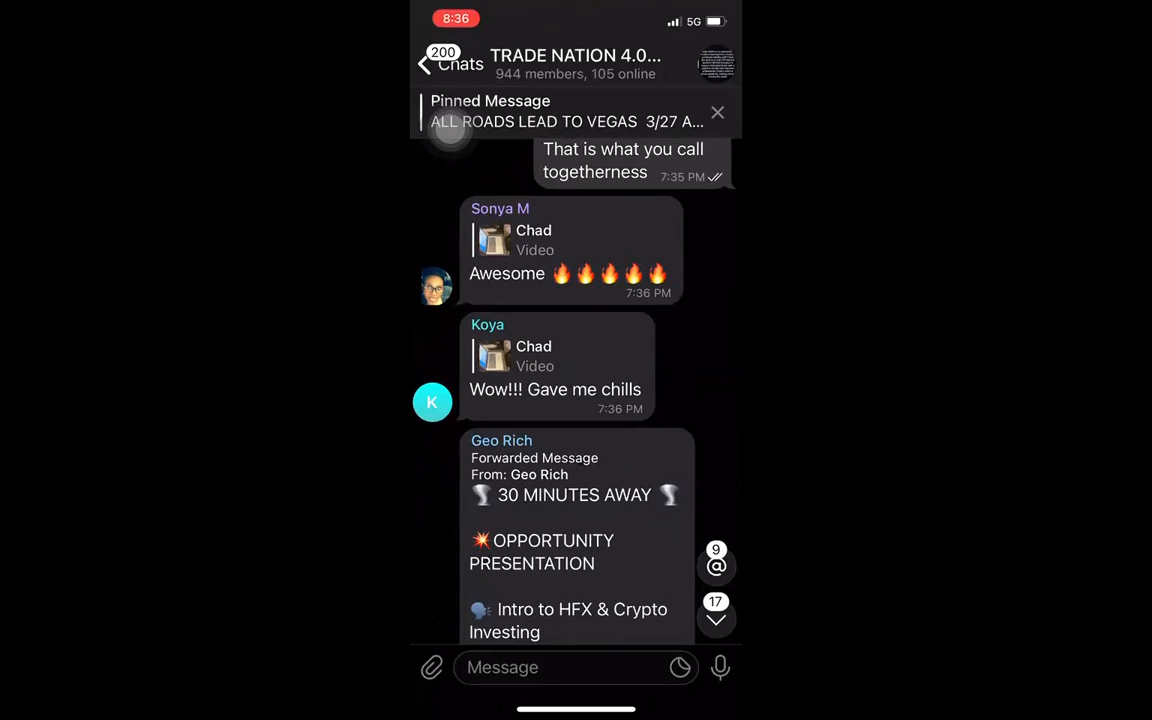 8:36
5G
200
Chats
TRADE NATION 4.0...
944 members, 105 online
Pinned Message
ALL ROADS LEAD TO VEGAS 3/27 A...
That is what you call
togetherness 7:35 PM
Sonya M
Chad
Video
Awesome 🔥🔥🔥🔥🔥
7:36 PM
Koya
Chad
Video
Wow!!! Gave me chills
7:36 PM
K
Geo Rich
Forwarded Message
From: Geo Rich
🌪 30 MINUTES AWAY 🌪
💥OPPORTUNITY
PRESENTATION
🗣 Intro to HFX & Crypto
Investing
9
@
17
Message